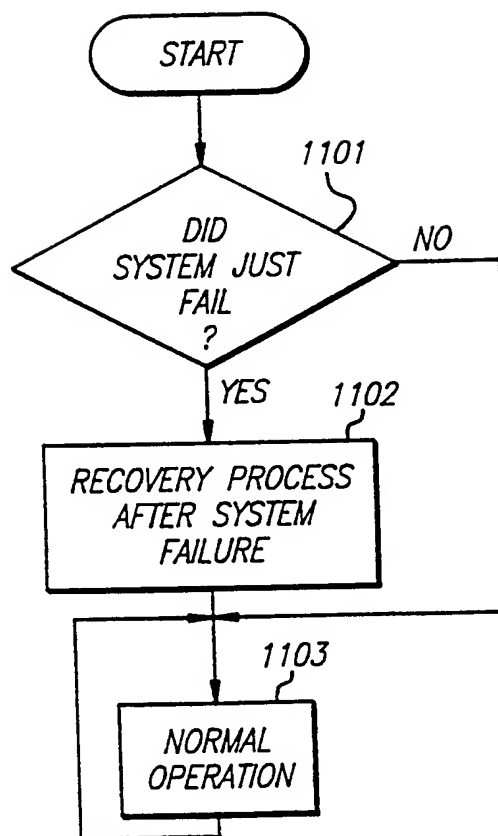 START
1101
DID
SYSTEM JUST
FAIL
?
NO
YES
1102
RECOVERY PROCESS
AFTER SYSTEM
FAILURE
1103
NORMAL
OPERATION